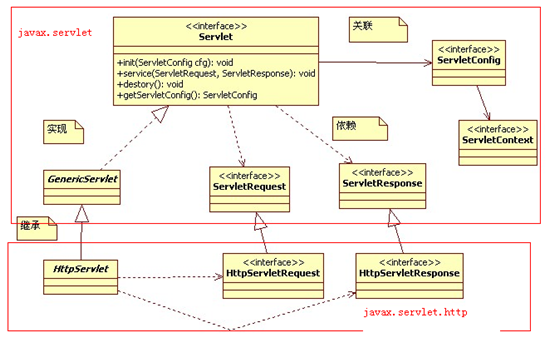 javax.servlet
<<interface>>
Servlet
+init(ServletConfig cfg): void
+service(ServletRequest, ServletResponse): void
+destory(): void
+getServletConfig(): ServletConfig
关联
<<interface>>
ServletConfig
实现
依赖
<<interface>>
ServletContext
GenericServlet
<<interface>>
ServletRequest
<<interface>>
ServletResponse
继承
HttpServlet
<<interface>>
HttpServletRequest
<<interface>>
HttpServletResponse
javax.servlet.http